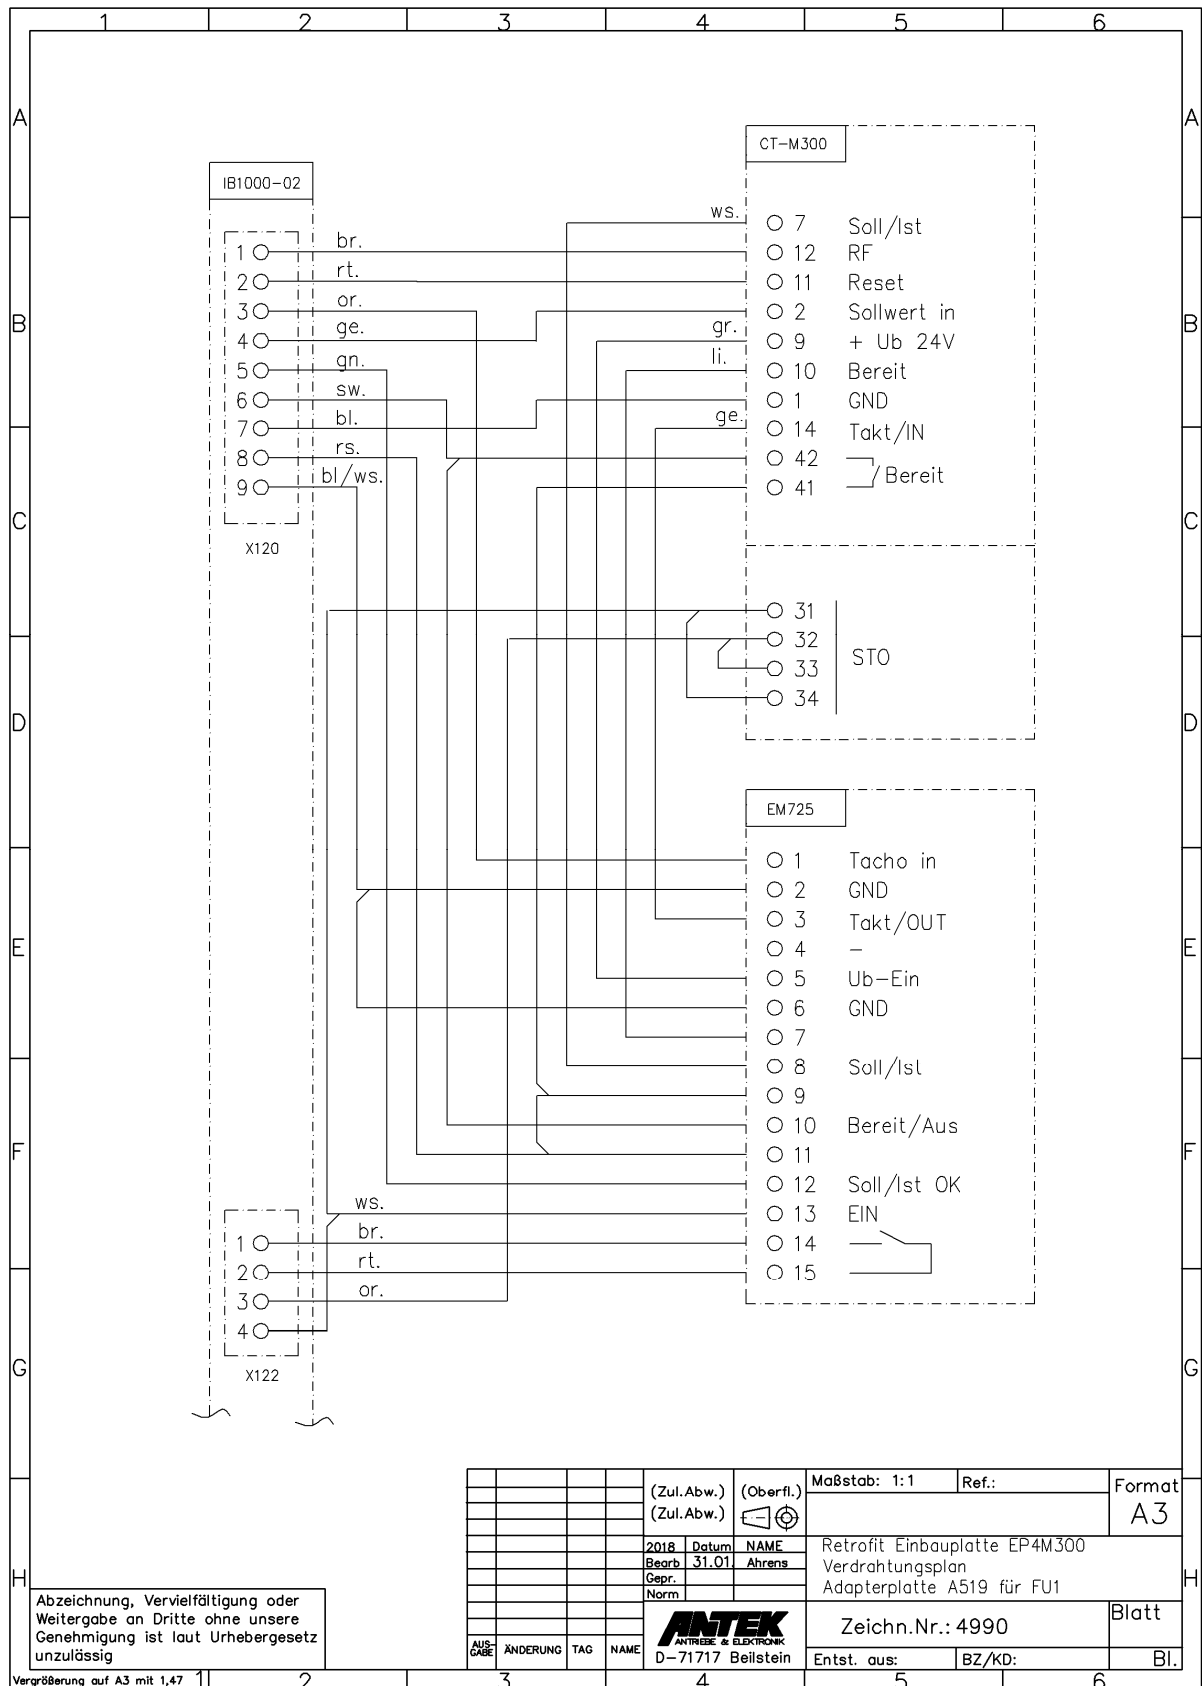 1 2 3 4 5 6
A A
CT-M300
IB1000-02
ws. 7 Soll/Ist
1 br. 12 RF
2 rt. 11 Reset
3 or. 2 Sollwert in
4 ge. gr. 9 + Ub 24V
B B
5 gn. li. 10 Bereit
6 sw. 1 GND
7 bl. ge. 14 Takt/IN
8 rs. 42
9 bl/ws. 41
Bereit
C C
X120
31
32
33
34
STO
D D
EM725
1 Tacho in
2 GND
3 Takt/OUT
4 -
5 Ub-Ein
6 GND
7
8 Soll/Ist
9
10 Bereit/Aus
11
12 Soll/Ist OK
E E
F F
ws. 13 EIN
1 br. 14
2 rt. 15
3 or.
4
X122
G G
(Zul.Abw.) (Oberfl.) Maßstab: 1:1 Ref.: Format
(Zul.Abw.) A3
2018 Datum NAME
Bearb 31.01. Ahrens
Gepr.
Norm
Retrofit Einbauplatte EP4M300
Verdrahtungsplan
Adapterplatte A519 für FU1
H H
Abzeichnung, Vervielfältigung oder
Weitergabe an Dritte ohne unsere
Genehmigung ist laut Urhebergesetz
unzulässig
ANTEK
ANTRIEBE & ELEKTRONIK
D-71717 Beilstein
Zeichn.Nr.: 4990
Blatt
AUS-
GABE ÄNDERUNG TAG NAME
Entst. aus: BZ/KD: Bl.
Vergrößerung auf A3 mit 1,47
1 2 3 4 5 6